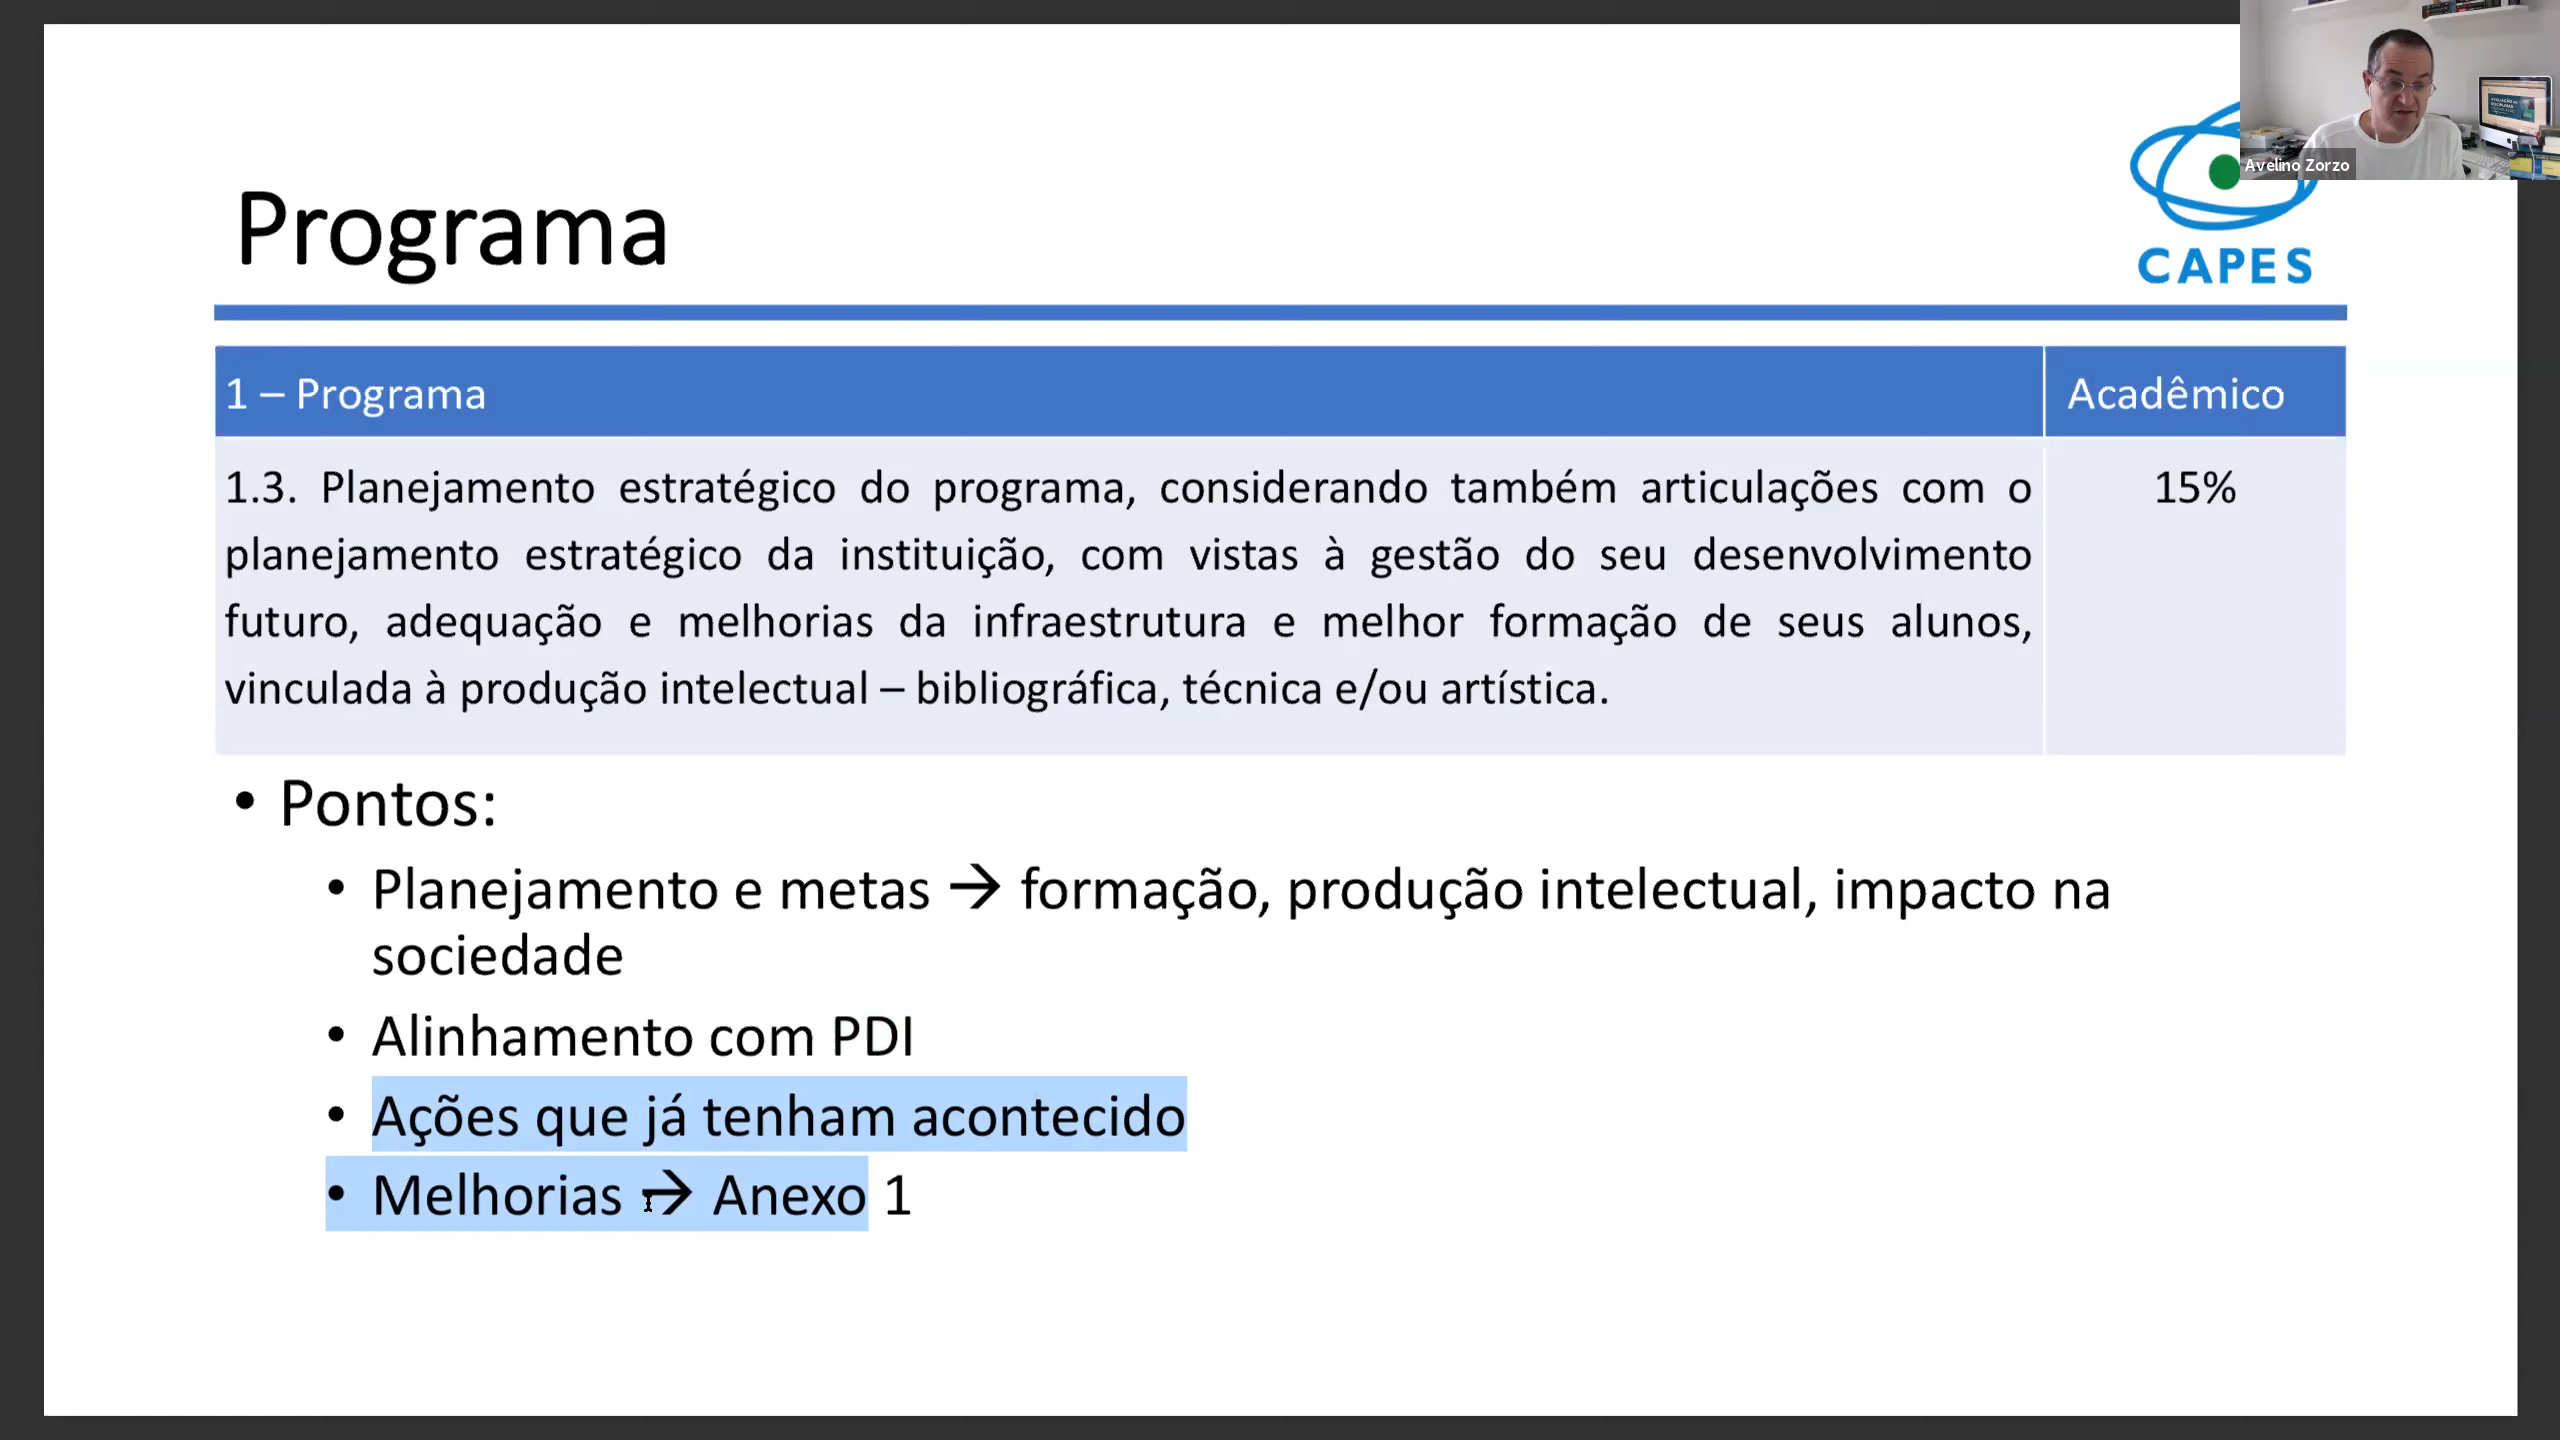 Avelino Zorzo
CAPES
Programa
1 – Programa
Acadêmico
1.3. Planejamento estratégico do programa, considerando também articulações com o
planejamento estratégico da instituição, com vistas à gestão do seu desenvolvimento
futuro, adequação e melhorias da infraestrutura e melhor formação de seus alunos,
vinculada à produção intelectual – bibliográfica, técnica e/ou artística.
15%
• Pontos:
• Planejamento e metas → formação, produção intelectual, impacto na
sociedade
• Alinhamento com PDI
• Ações que já tenham acontecido
• Melhorias → Anexo 1